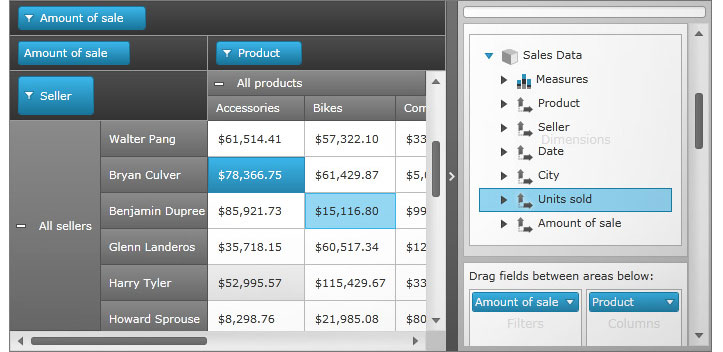 Amount of sale
Amount of sale
Product
Seller
All products
Accessories Bikes Com
All sellers
Walter Pang $61,514.41 $57,322.10 $33
Bryan Culver $78,366.75 $61,429.87 $5,0
Benjamin Dupree $85,921.73 $15,116.80 $99
Glenn Landeros $35,718.15 $60,517.34 $12
Harry Tyler $52,995.57 $115,429.67 $33
Howard Sprouse $8,298.76 $21,985.08 $80
Sales Data
Measures
Product
Seller
Dimensions
Date
City
Units sold
Amount of sale
Drag fields between areas below:
Amount of sale
Product
Filters
Columns